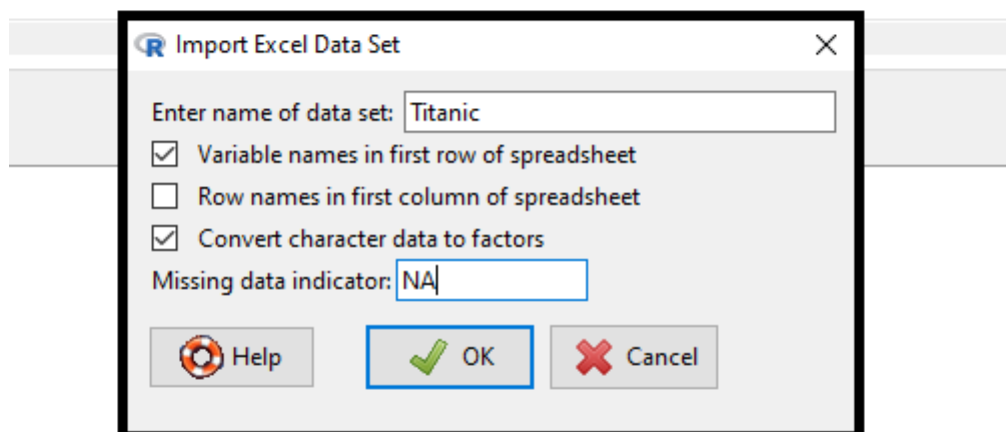 Import Excel Data Set
Enter name of data set: Titanic
Variable names in first row of spreadsheet
Row names in first column of spreadsheet
Convert character data to factors
Missing data indicator: NA
Help OK Cancel